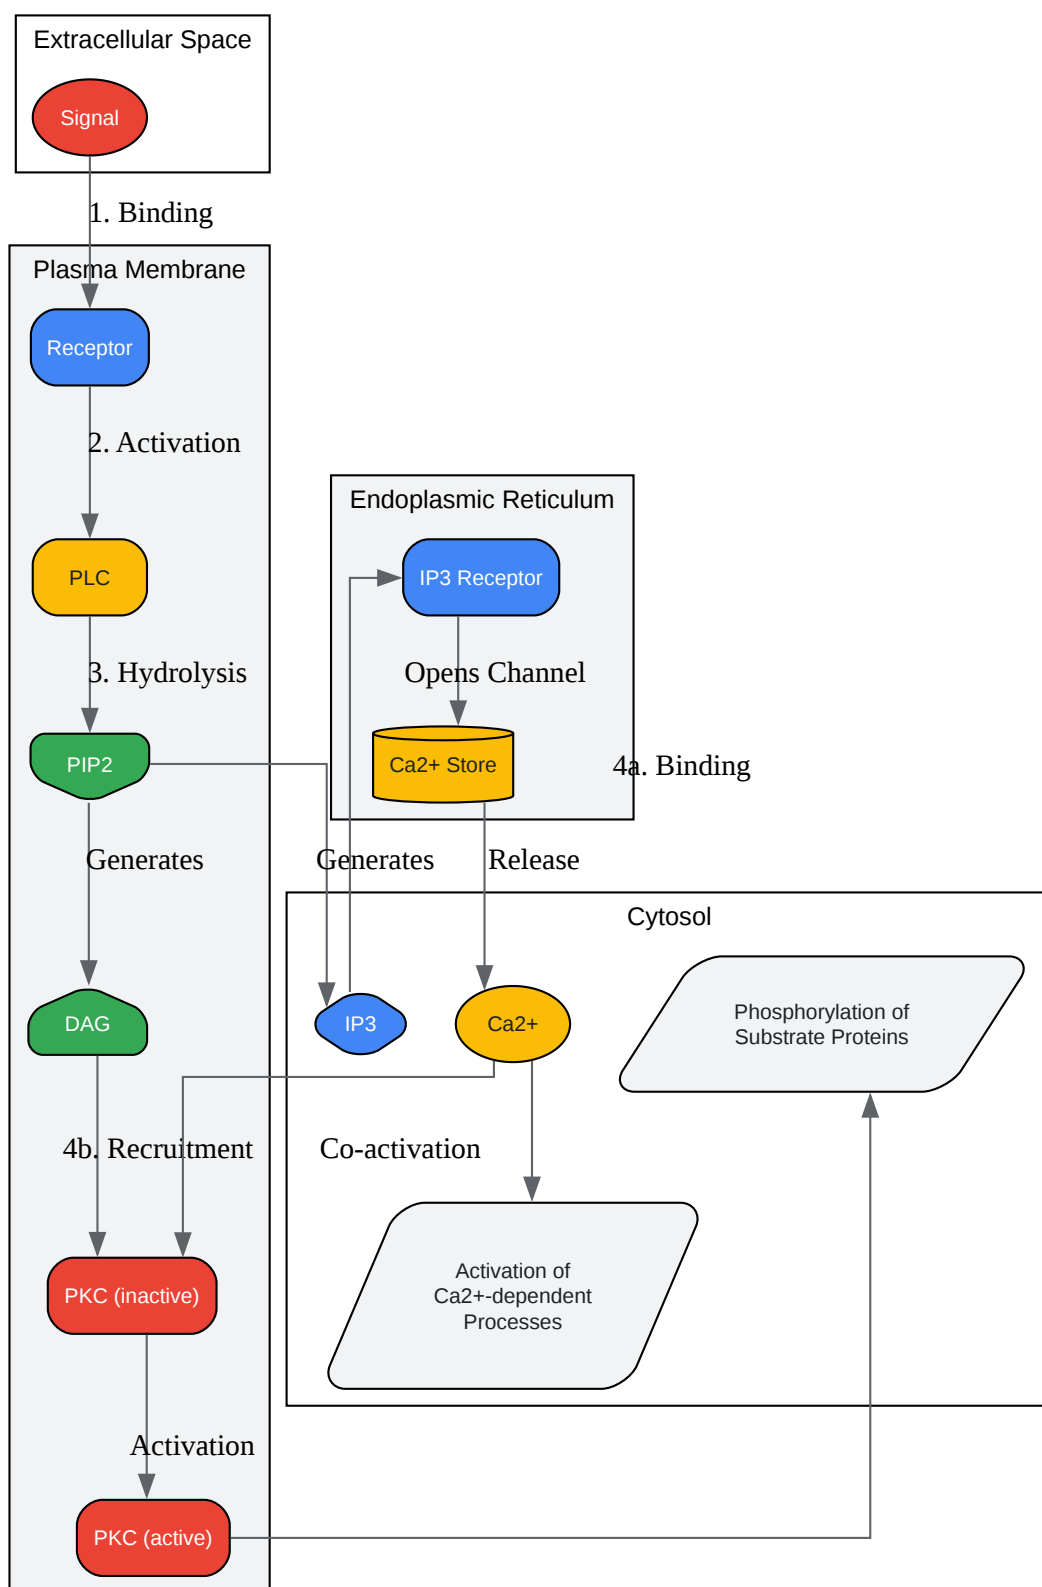 Extracellular Space
Signal
1. Binding
Plasma Membrane
Receptor
2. Activation
Endoplasmic Reticulum
PLC
IP3 Receptor
3. Hydrolysis
Opens Channel
PIP2
Ca2+ Store
4a. Binding
Generates
Generates
Release
Cytosol
DAG
IP3
Ca2+
Phosphorylation of
Substrate Proteins
4b. Recruitment
Co-activation
PKC (inactive)
Activation of
Ca2+-dependent
Processes
Activation
PKC (active)